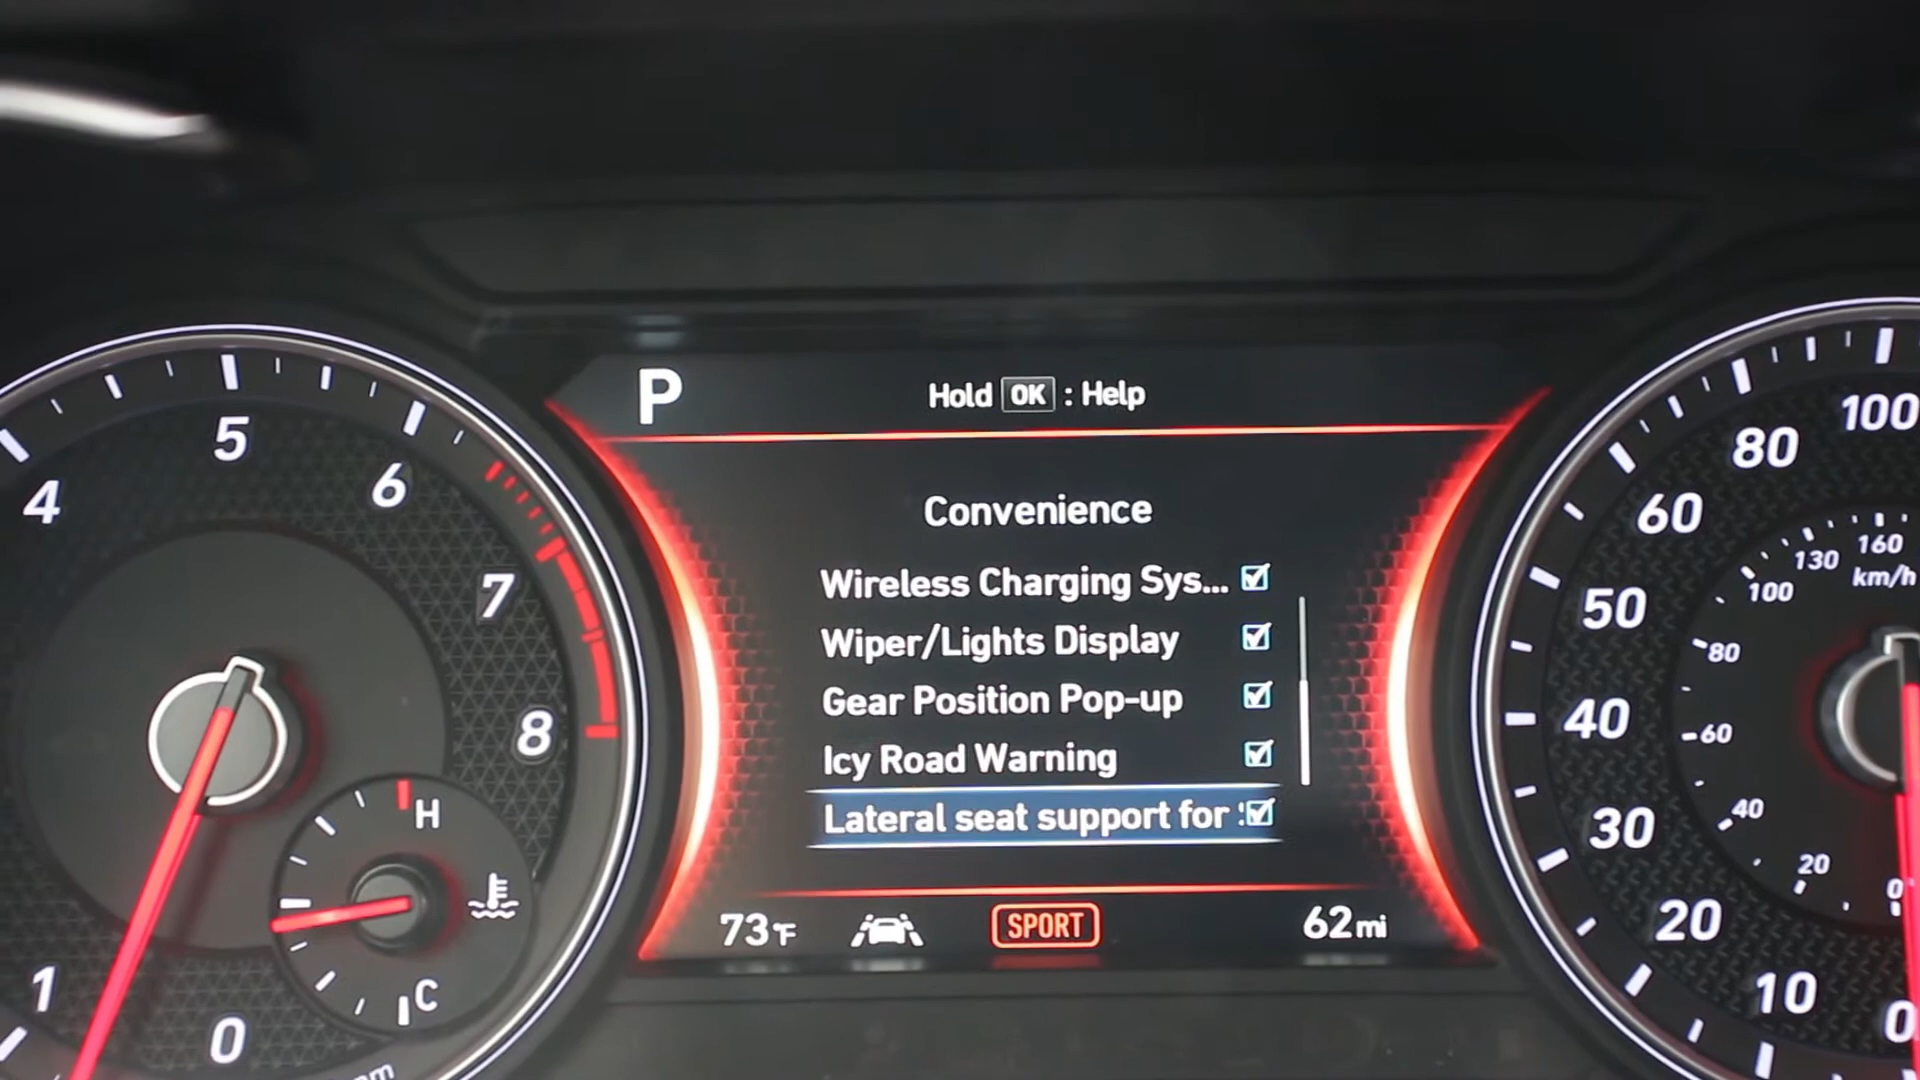 P
Hold OK : Help
Convenience
Wireless Charging Sys...
Wiper/Lights Display
Gear Position Pop-up
Icy Road Warning
Lateral seat support for
73°F
SPORT
62mi
4
5
6
7
8
1
0
H
C
100
80
60
50
40
30
20
10
0
160
130
km/h
100
80
60
40
20
0